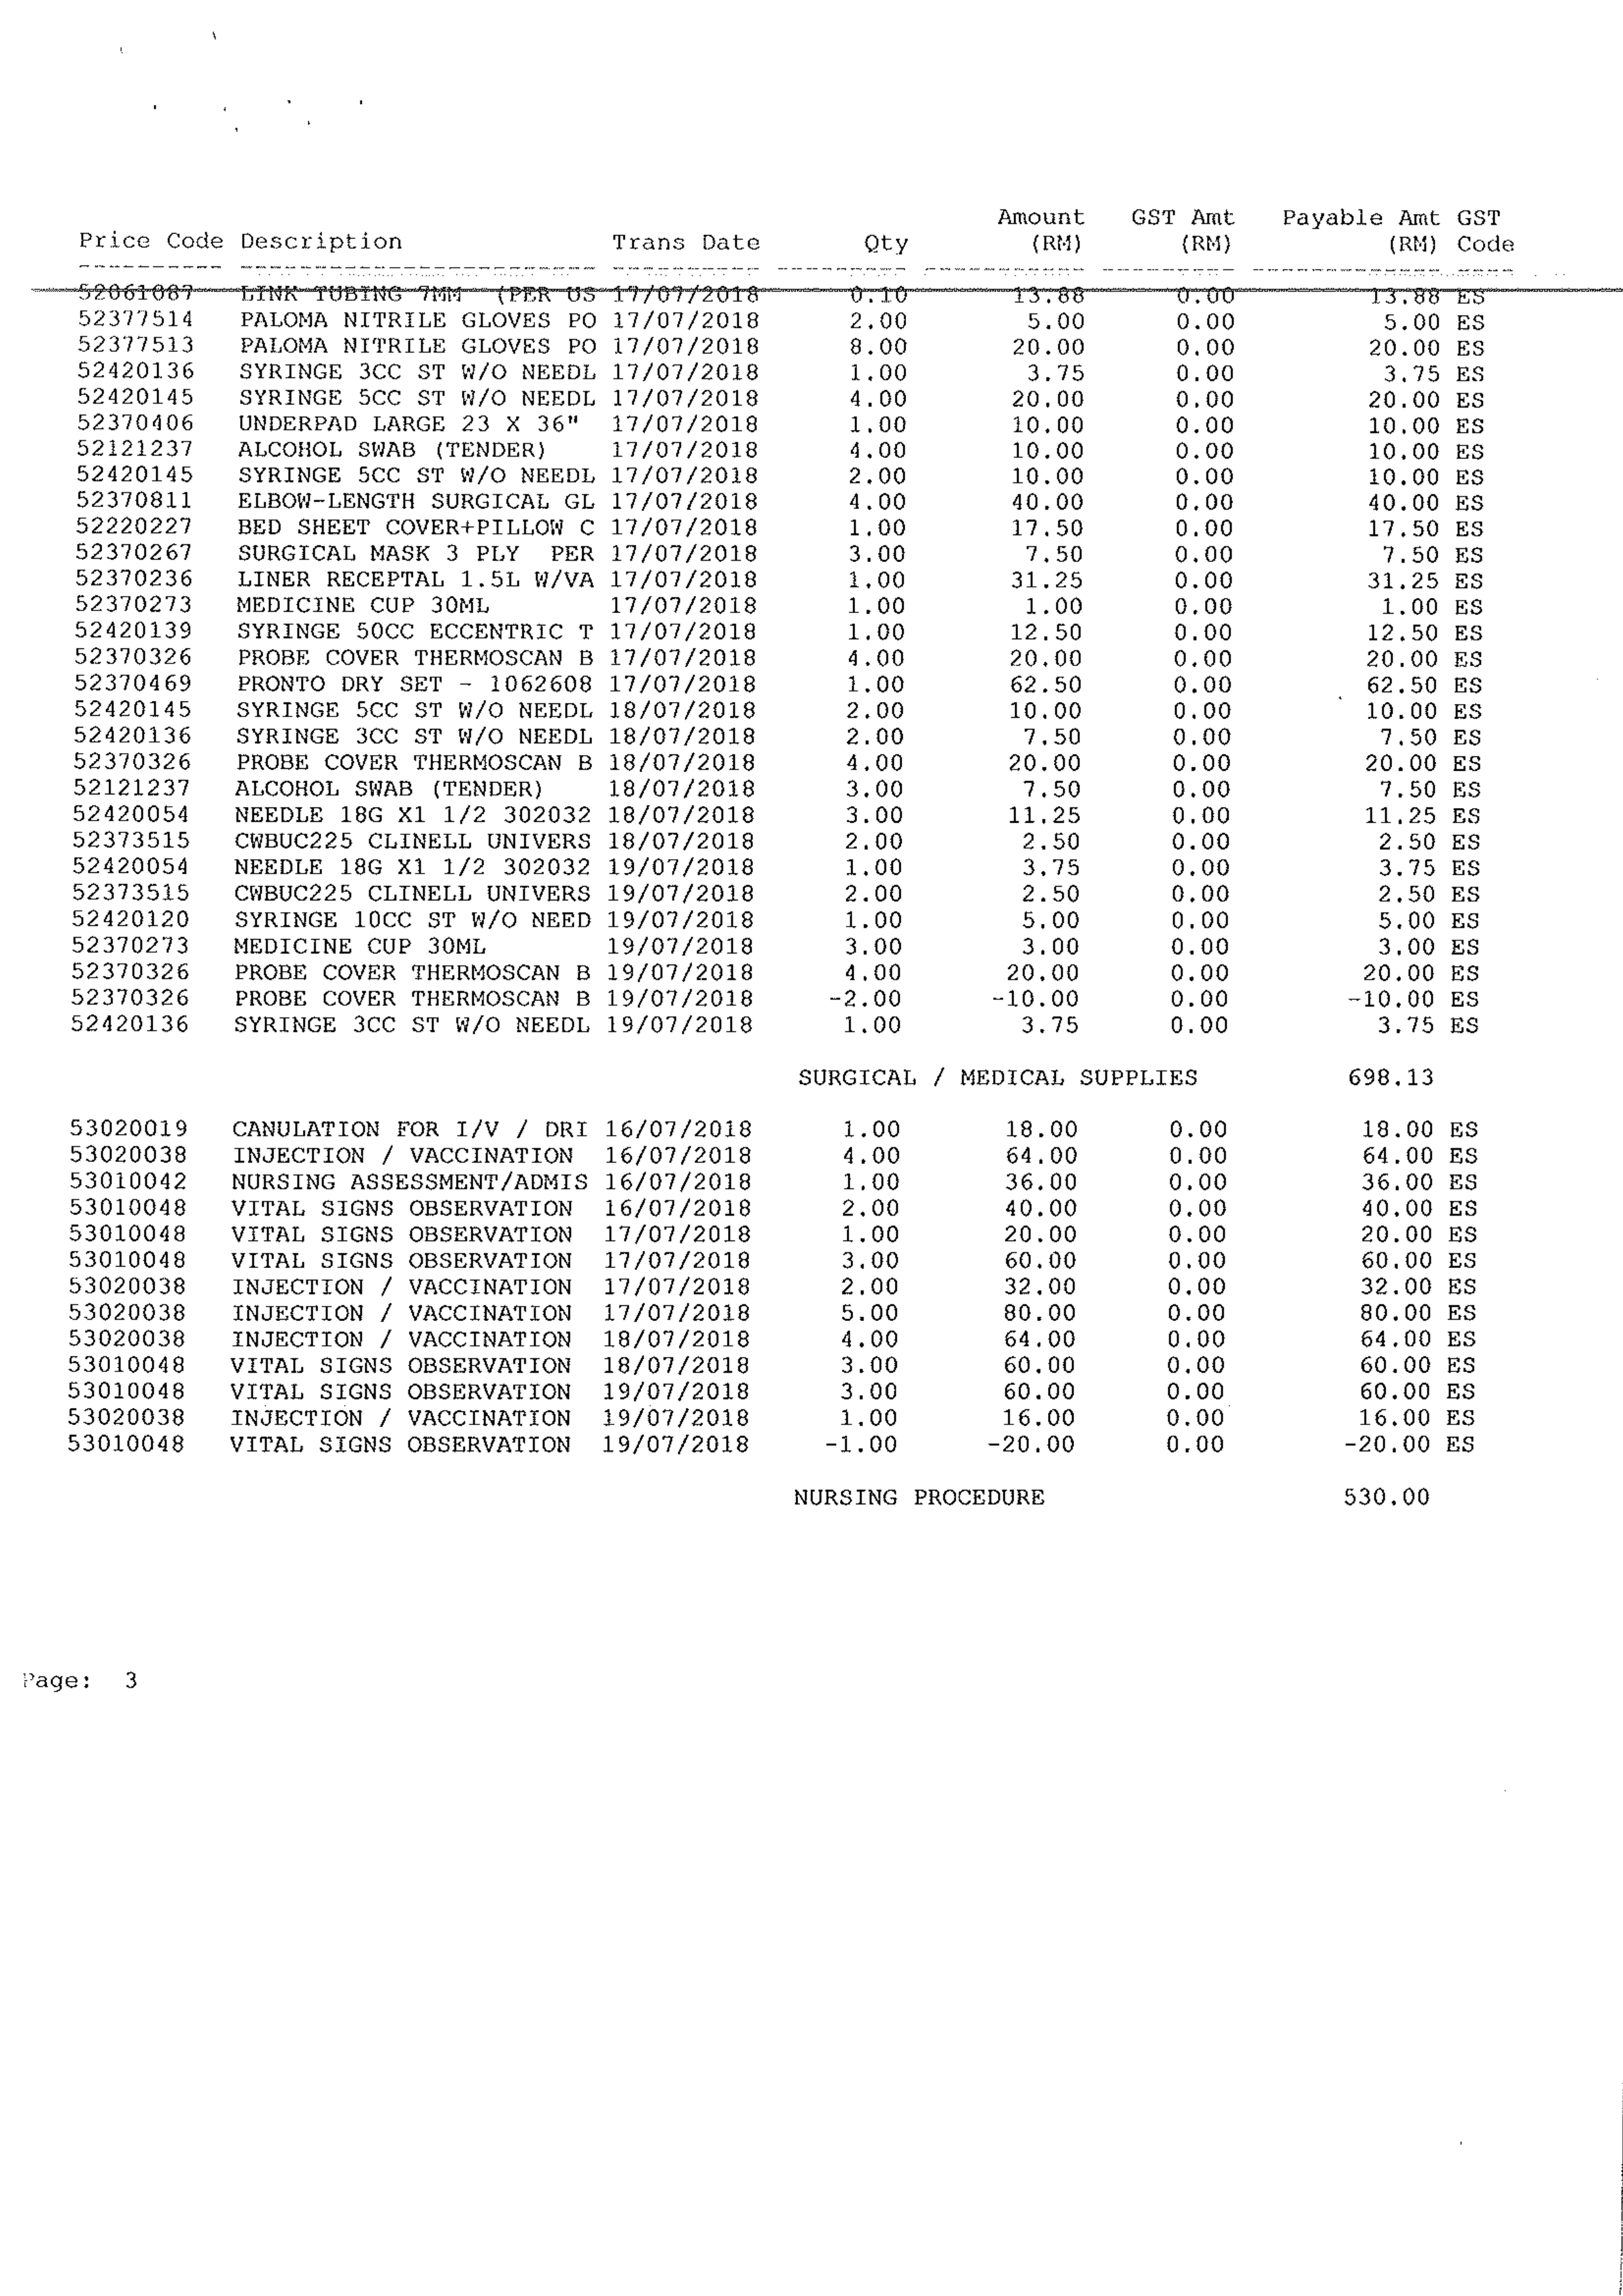 Amount GST Amt Payable Amt GST
Price Code Description Trans Date Qty (RM) (RM) (RM) Code
52061087 LINK TUBING 7MM (PER US 17/07/2018 0.10 13.88 0.00 13.88 ES
52377514 PALOMA NITRILE GLOVES PO 17/07/2018 2.00 5.00 0.00 5.00 ES
52377513 PALOMA NITRILE GLOVES PO 17/07/2018 8.00 20.00 0.00 20.00 ES
52420136 SYRINGE 3CC ST W/O NEEDL 17/07/2018 1.00 3.75 0.00 3.75 ES
52420145 SYRINGE 5CC ST W/O NEEDL 17/07/2018 4.00 20.00 0.00 20.00 ES
52370406 UNDERPAD LARGE 23 X 36" 17/07/2018 1.00 10.00 0.00 10.00 ES
52121237 ALCOHOL SWAB (TENDER) 17/07/2018 4.00 10.00 0.00 10.00 ES
52420145 SYRINGE 5CC ST W/O NEEDL 17/07/2018 2.00 10.00 0.00 10.00 ES
52370811 ELBOW-LENGTH SURGICAL GL 17/07/2018 4.00 40.00 0.00 40.00 ES
52220227 BED SHEET COVER+PILLOW C 17/07/2018 1.00 17.50 0.00 17.50 ES
52370267 SURGICAL MASK 3 PLY PER 17/07/2018 3.00 7.50 0.00 7.50 ES
52370236 LINER RECEPTAL 1.5L W/VA 17/07/2018 1.00 31.25 0.00 31.25 ES
52370273 MEDICINE CUP 30ML 17/07/2018 1.00 1.00 0.00 1.00 ES
52420139 SYRINGE 50CC ECCENTRIC T 17/07/2018 1.00 12.50 0.00 12.50 ES
52370326 PROBE COVER THERMOSCAN B 17/07/2018 4.00 20.00 0.00 20.00 ES
52370469 PRONTO DRY SET - 1062608 17/07/2018 1.00 62.50 0.00 62.50 ES
52420145 SYRINGE 5CC ST W/O NEEDL 18/07/2018 2.00 10.00 0.00 10.00 ES
52420136 SYRINGE 3CC ST W/O NEEDL 18/07/2018 2.00 7.50 0.00 7.50 ES
52370326 PROBE COVER THERMOSCAN B 18/07/2018 4.00 20.00 0.00 20.00 ES
52121237 ALCOHOL SWAB (TENDER) 18/07/2018 3.00 7.50 0.00 7.50 ES
52420054 NEEDLE 18G X1 1/2 302032 18/07/2018 3.00 11.25 0.00 11.25 ES
52373515 CWBUC225 CLINELL UNIVERS 18/07/2018 2.00 2.50 0.00 2.50 ES
52420054 NEEDLE 18G X1 1/2 302032 19/07/2018 1.00 3.75 0.00 3.75 ES
52373515 CWBUC225 CLINELL UNIVERS 19/07/2018 2.00 2.50 0.00 2.50 ES
52420120 SYRINGE 10CC ST W/O NEED 19/07/2018 1.00 5.00 0.00 5.00 ES
52370273 MEDICINE CUP 30ML 19/07/2018 3.00 3.00 0.00 3.00 ES
52370326 PROBE COVER THERMOSCAN B 19/07/2018 4.00 20.00 0.00 20.00 ES
52370326 PROBE COVER THERMOSCAN B 19/07/2018 -2.00 -10.00 0.00 -10.00 ES
52420136 SYRINGE 3CC ST W/O NEEDL 19/07/2018 1.00 3.75 0.00 3.75 ES
SURGICAL / MEDICAL SUPPLIES 698.13
53020019 CANULATION FOR I/V / DRI 16/07/2018 1.00 18.00 0.00 18.00 ES
53020038 INJECTION / VACCINATION 16/07/2018 4.00 64.00 0.00 64.00 ES
53010042 NURSING ASSESSMENT/ADMIS 16/07/2018 1.00 36.00 0.00 36.00 ES
53010048 VITAL SIGNS OBSERVATION 16/07/2018 2.00 40.00 0.00 40.00 ES
53010048 VITAL SIGNS OBSERVATION 17/07/2018 1.00 20.00 0.00 20.00 ES
53010048 VITAL SIGNS OBSERVATION 17/07/2018 3.00 60.00 0.00 60.00 ES
53020038 INJECTION / VACCINATION 17/07/2018 2.00 32.00 0.00 32.00 ES
53020038 INJECTION / VACCINATION 17/07/2018 5.00 80.00 0.00 80.00 ES
53020038 INJECTION / VACCINATION 18/07/2018 4.00 64.00 0.00 64.00 ES
53010048 VITAL SIGNS OBSERVATION 18/07/2018 3.00 60.00 0.00 60.00 ES
53010048 VITAL SIGNS OBSERVATION 19/07/2018 3.00 60.00 0.00 60.00 ES
53020038 INJECTION / VACCINATION 19/07/2018 1.00 16.00 0.00 16.00 ES
53010048 VITAL SIGNS OBSERVATION 19/07/2018 -1.00 -20.00 0.00 -20.00 ES
NURSING PROCEDURE 530.00
Page: 3